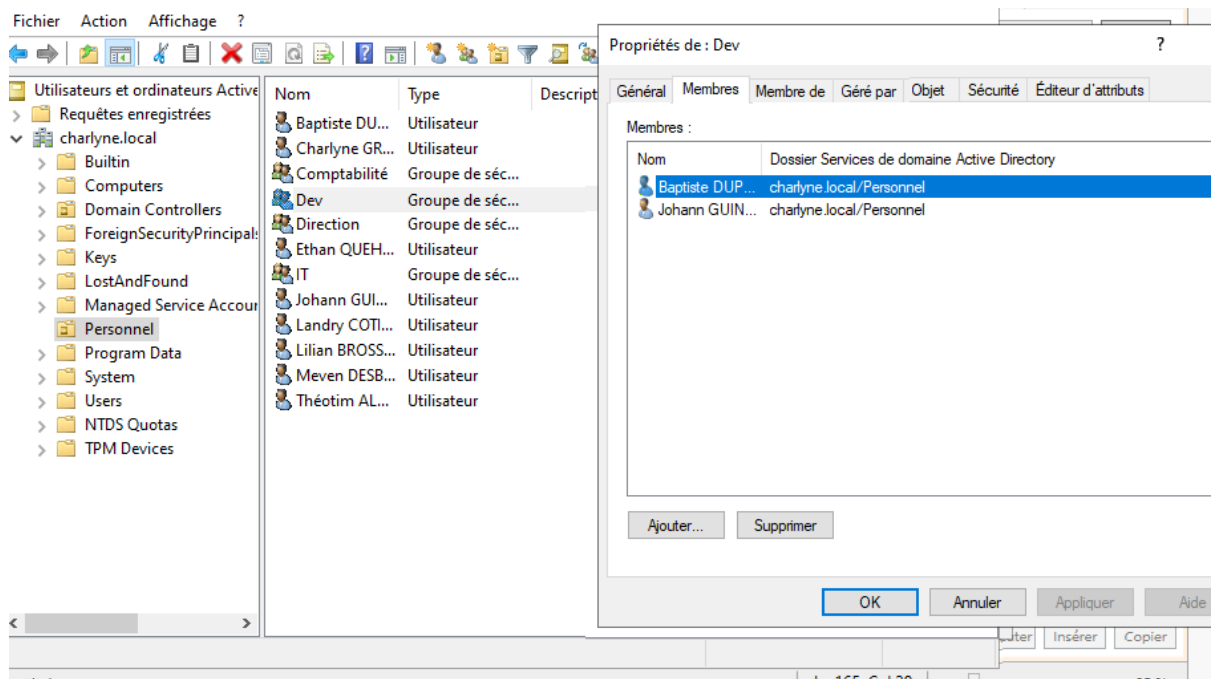 Fichier Action Affichage ?
Utilisateurs et ordinateurs Active
Requêtes enregistrées
charlyne.local
Builtin
Computers
Domain Controllers
ForeignSecurityPrincipal
Keys
LostAndFound
Managed Service Accou
Personnel
Program Data
System
Users
NTDS Quotas
TPM Devices
Nom Type Descript
Baptiste DU... Utilisateur
Charlyne GR... Utilisateur
Comptabilité Groupe de séc...
Dev Groupe de séc...
Direction Groupe de séc...
Ethan QUEH... Utilisateur
IT Groupe de séc...
Johann GUI... Utilisateur
Landry COTI... Utilisateur
Lilian BROSS... Utilisateur
Meven DESB... Utilisateur
Théotim AL... Utilisateur
Propriétés de : Dev ?
Général Membres Membre de Géré par Objet Sécurité Éditeur d'attributs
Membres :
Nom Dossier Services de domaine Active Directory
Baptiste DUP... charlyne.local/Personnel
Johann GUIN... charlyne.local/Personnel
Ajouter... Supprimer
OK Annuler Appliquer Aide
Insérer Copier